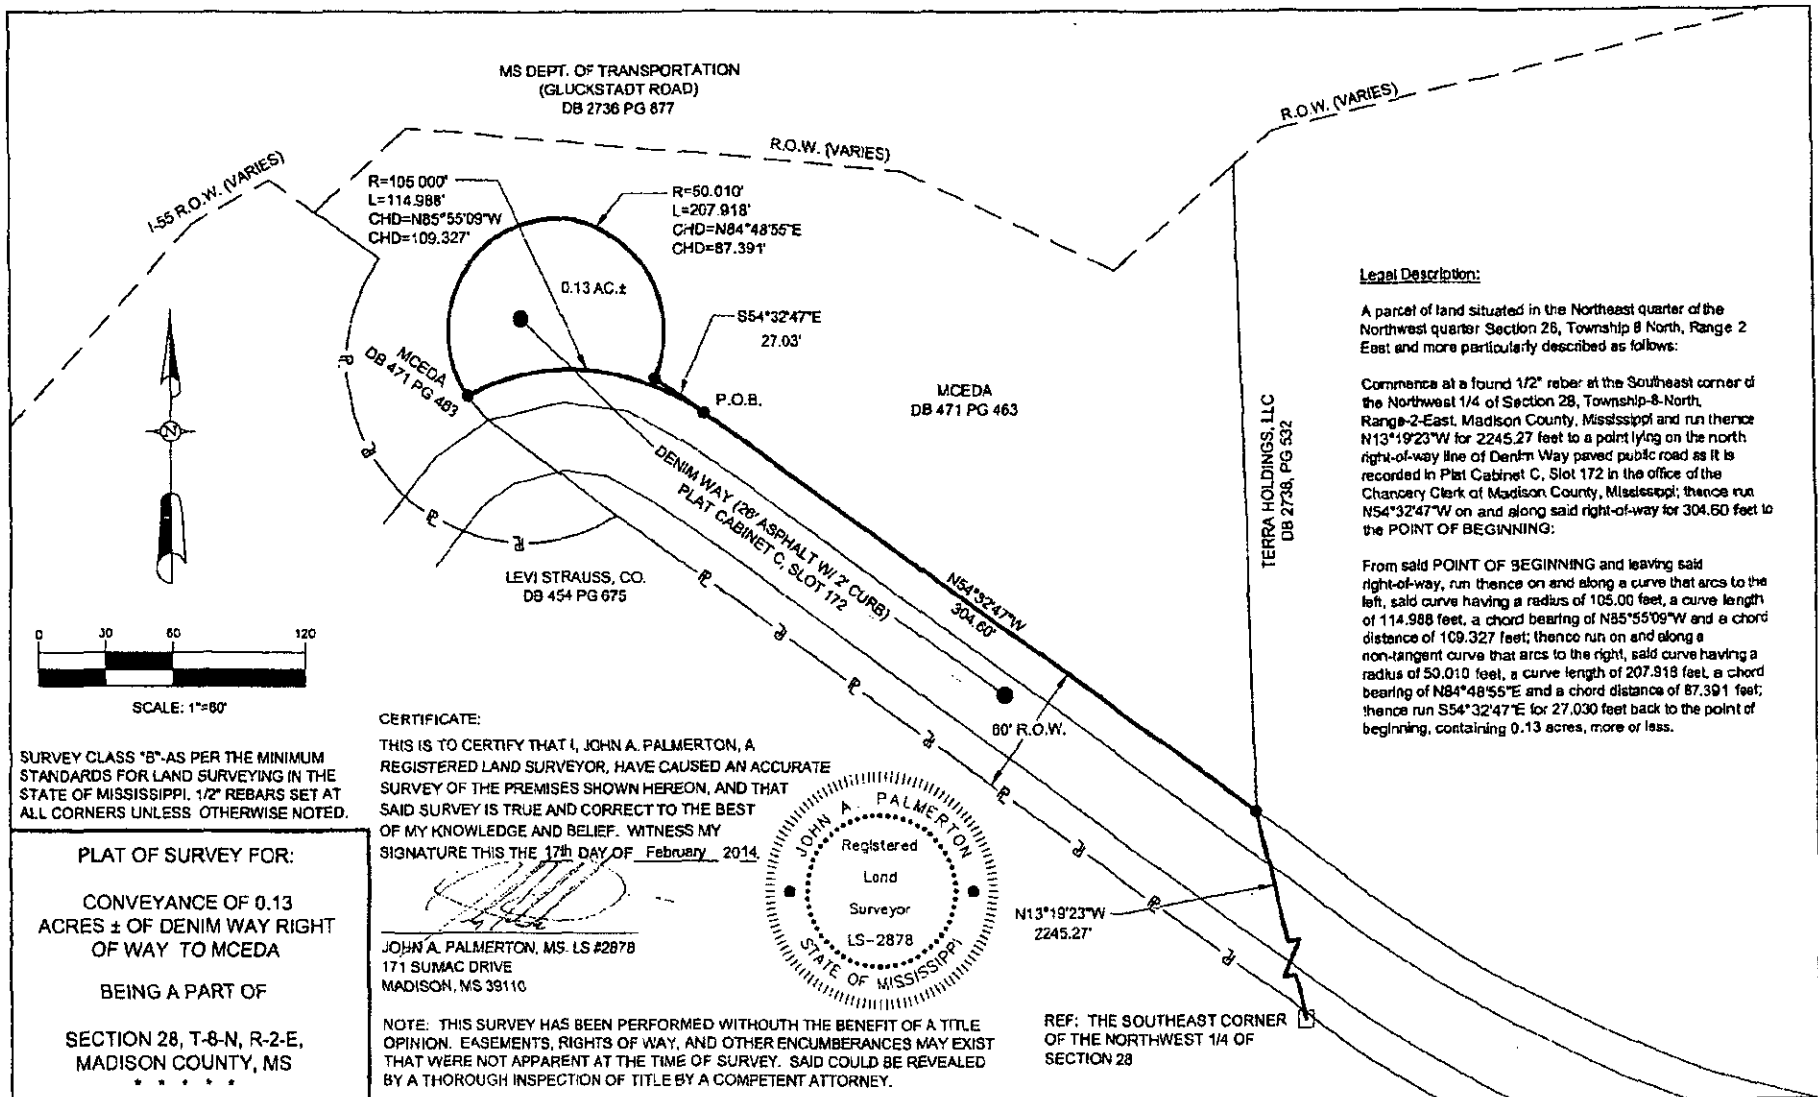 MS DEPT. OF TRANSPORTATION
(GLUCKSTADT ROAD)
DB 2736 PG 877
I-55 R.O.W. (VARIES)
R.O.W. (VARIES)
R.O.W. (VARIES)
R=105.000'
L=114.988'
CHD=N85°55'09"W
CHD=109.327'
R=50.010'
L=207.918'
CHD=N84°48'55"E
CHD=87.391'
0.13 AC.±
S54°32'47"E
27.03'
P.O.B.
MCEDA
DB 471 PG 463
MCEDA
DB 471 PG 463
TERRA HOLDINGS, LLC
DB 2738, PG 532
DENIM WAY (26' ASPHALT W/ 2' CURB)
PLAT CABINET C, SLOT 172
LEVI STRAUSS, CO.
DB 454 PG 675
N54°32'47"W
304.60'
60' R.O.W.
N13°19'23"W
2245.27'
REF: THE SOUTHEAST CORNER
OF THE NORTHWEST 1/4 OF
SECTION 28
N
0 30 60 120
SCALE: 1"=60'
SURVEY CLASS "B"-AS PER THE MINIMUM
STANDARDS FOR LAND SURVEYING IN THE
STATE OF MISSISSIPPI. 1/2" REBARS SET AT
ALL CORNERS UNLESS OTHERWISE NOTED.
PLAT OF SURVEY FOR:
CONVEYANCE OF 0.13
ACRES ± OF DENIM WAY RIGHT
OF WAY TO MCEDA
BEING A PART OF
SECTION 28, T-8-N, R-2-E,
MADISON COUNTY, MS
* * * * *
CERTIFICATE:
THIS IS TO CERTIFY THAT I, JOHN A. PALMERTON, A
REGISTERED LAND SURVEYOR, HAVE CAUSED AN ACCURATE
SURVEY OF THE PREMISES SHOWN HEREON, AND THAT
SAID SURVEY IS TRUE AND CORRECT TO THE BEST
OF MY KNOWLEDGE AND BELIEF. WITNESS MY
SIGNATURE THIS THE 17th DAY OF February 2014.
JOHN A. PALMERTON, MS. LS #2878
171 SUMAC DRIVE
MADISON, MS 39110
JOHN A. PALMERTON
Registered
Land
Surveyor
LS-2878
STATE OF MISSISSIPPI
NOTE: THIS SURVEY HAS BEEN PERFORMED WITHOUTH THE BENEFIT OF A TITLE
OPINION. EASEMENTS, RIGHTS OF WAY, AND OTHER ENCUMBERANCES MAY EXIST
THAT WERE NOT APPARENT AT THE TIME OF SURVEY. SAID COULD BE REVEALED
BY A THOROUGH INSPECTION OF TITLE BY A COMPETENT ATTORNEY.
Legal Description:
A parcel of land situated in the Northeast quarter of the
Northwest quarter Section 28, Township 8 North, Range 2
East and more particularly described as follows:
Commence at a found 1/2" rebar at the Southeast corner of
the Northwest 1/4 of Section 28, Township-8-North,
Range-2-East, Madison County, Mississippi and run thence
N13°19'23"W for 2245.27 feet to a point lying on the north
right-of-way line of Denim Way paved public road as it is
recorded in Plat Cabinet C, Slot 172 in the office of the
Chancery Clerk of Madison County, Mississippi; thence run
N54°32'47"W on and along said right-of-way for 304.60 feet to
the POINT OF BEGINNING:
From said POINT OF BEGINNING and leaving said
right-of-way, run thence on and along a curve that arcs to the
left, said curve having a radius of 105.00 feet, a curve length
of 114.988 feet, a chord bearing of N85°55'09"W and a chord
distance of 109.327 feet; thence run on and along a
non-tangent curve that arcs to the right, said curve having a
radius of 50.010 feet, a curve length of 207.918 feet, a chord
bearing of N84°48'55"E and a chord distance of 87.391 feet;
thence run S54°32'47"E for 27.030 feet back to the point of
beginning, containing 0.13 acres, more or less.